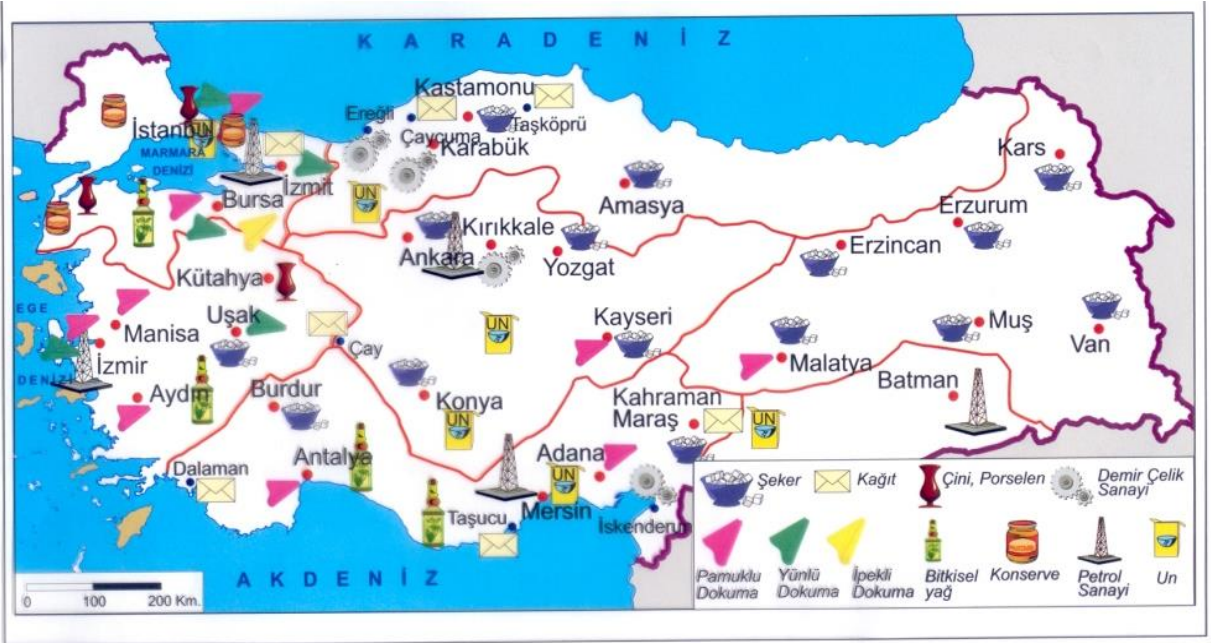 KARADENİZ
Kastamonu
Ereğli
Çaycuma
Taşköprü
Karabük
İstanbul
UN
MARMARA
DENİZİ
İzmit
Bursa
UN
Amasya
Kars
Erzurum
Erzincan
Kırıkkale
Ankara
Yozgat
Kütahya
EGE
Manisa
Uşak
UN
Kayseri
Muş
Van
İzmir
Çay
Malatya
DENİZİ
Aydın
Burdur
Konya
UN
Kahraman
Maraş
UN
Batman
Dalaman
Antalya
Adana
UN
Taşucu
Mersin
İskenderun
AKDENİZ
0 100 200 Km.
Şeker
Kağıt
Çini, Porselen
Demir Çelik
Sanayi
Pamuklu
Dokuma
Yünlü
Dokuma
İpekli
Dokuma
Bitkisel
yağ
Konserve
Petrol
Sanayi
Un